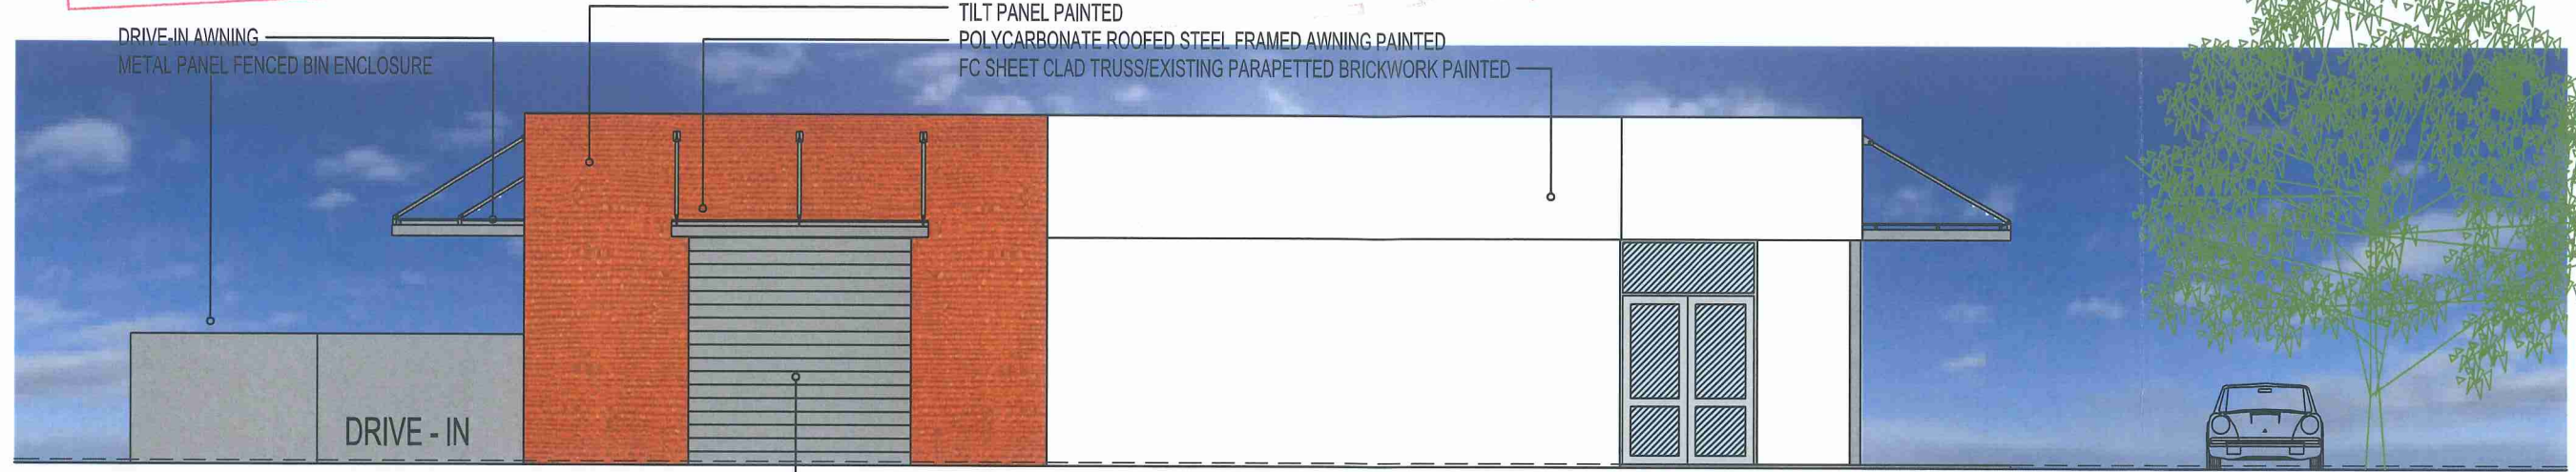 TILT PANEL PAINTED
DRIVE-IN AWNING
POLYCARBONATE ROOFED STEEL FRAMED AWNING PAINTED
METAL PANEL FENCED BIN ENCLOSURE
FC SHEET CLAD TRUSS/EXISTING PARAPETTED BRICKWORK PAINTED
DRIVE - IN